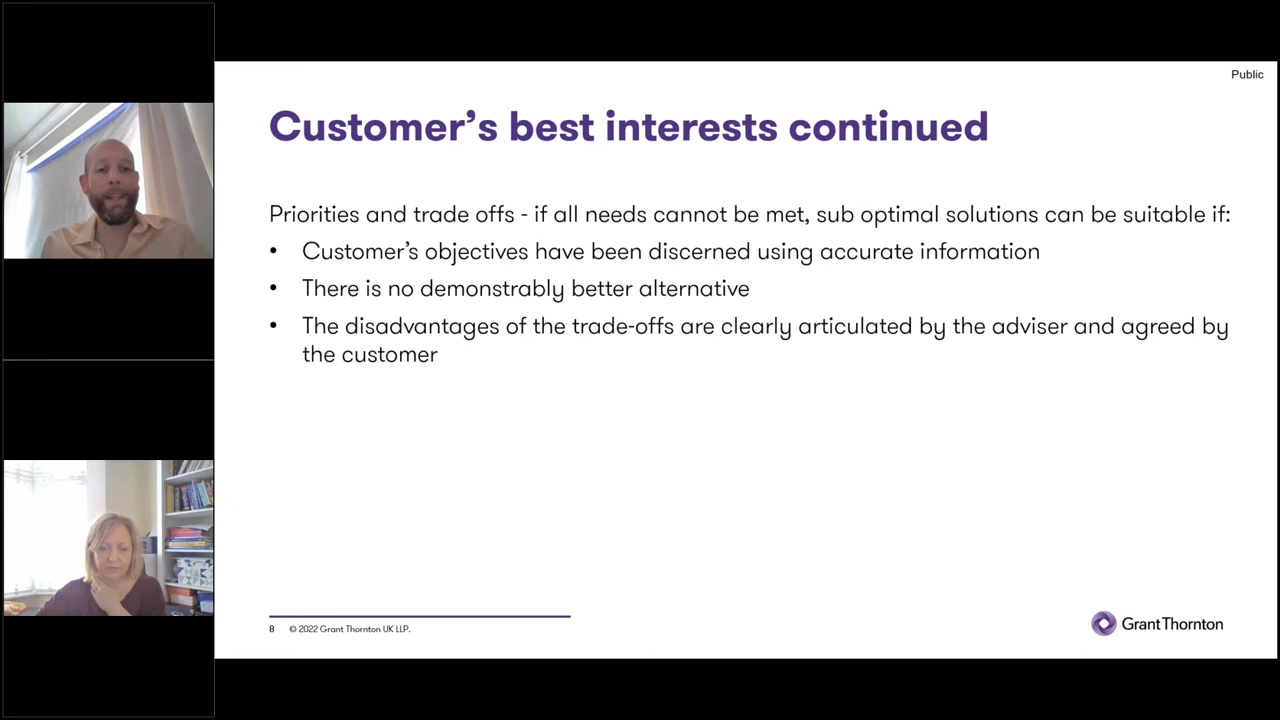 Public
Customer's best interests continued
Priorities and trade offs - if all needs cannot be met, sub optimal solutions can be suitable if:
• Customer's objectives have been discerned using accurate information
• There is no demonstrably better alternative
• The disadvantages of the trade-offs are clearly articulated by the adviser and agreed by
the customer
8 © 2022 Grant Thornton UK LLP.
Grant Thornton